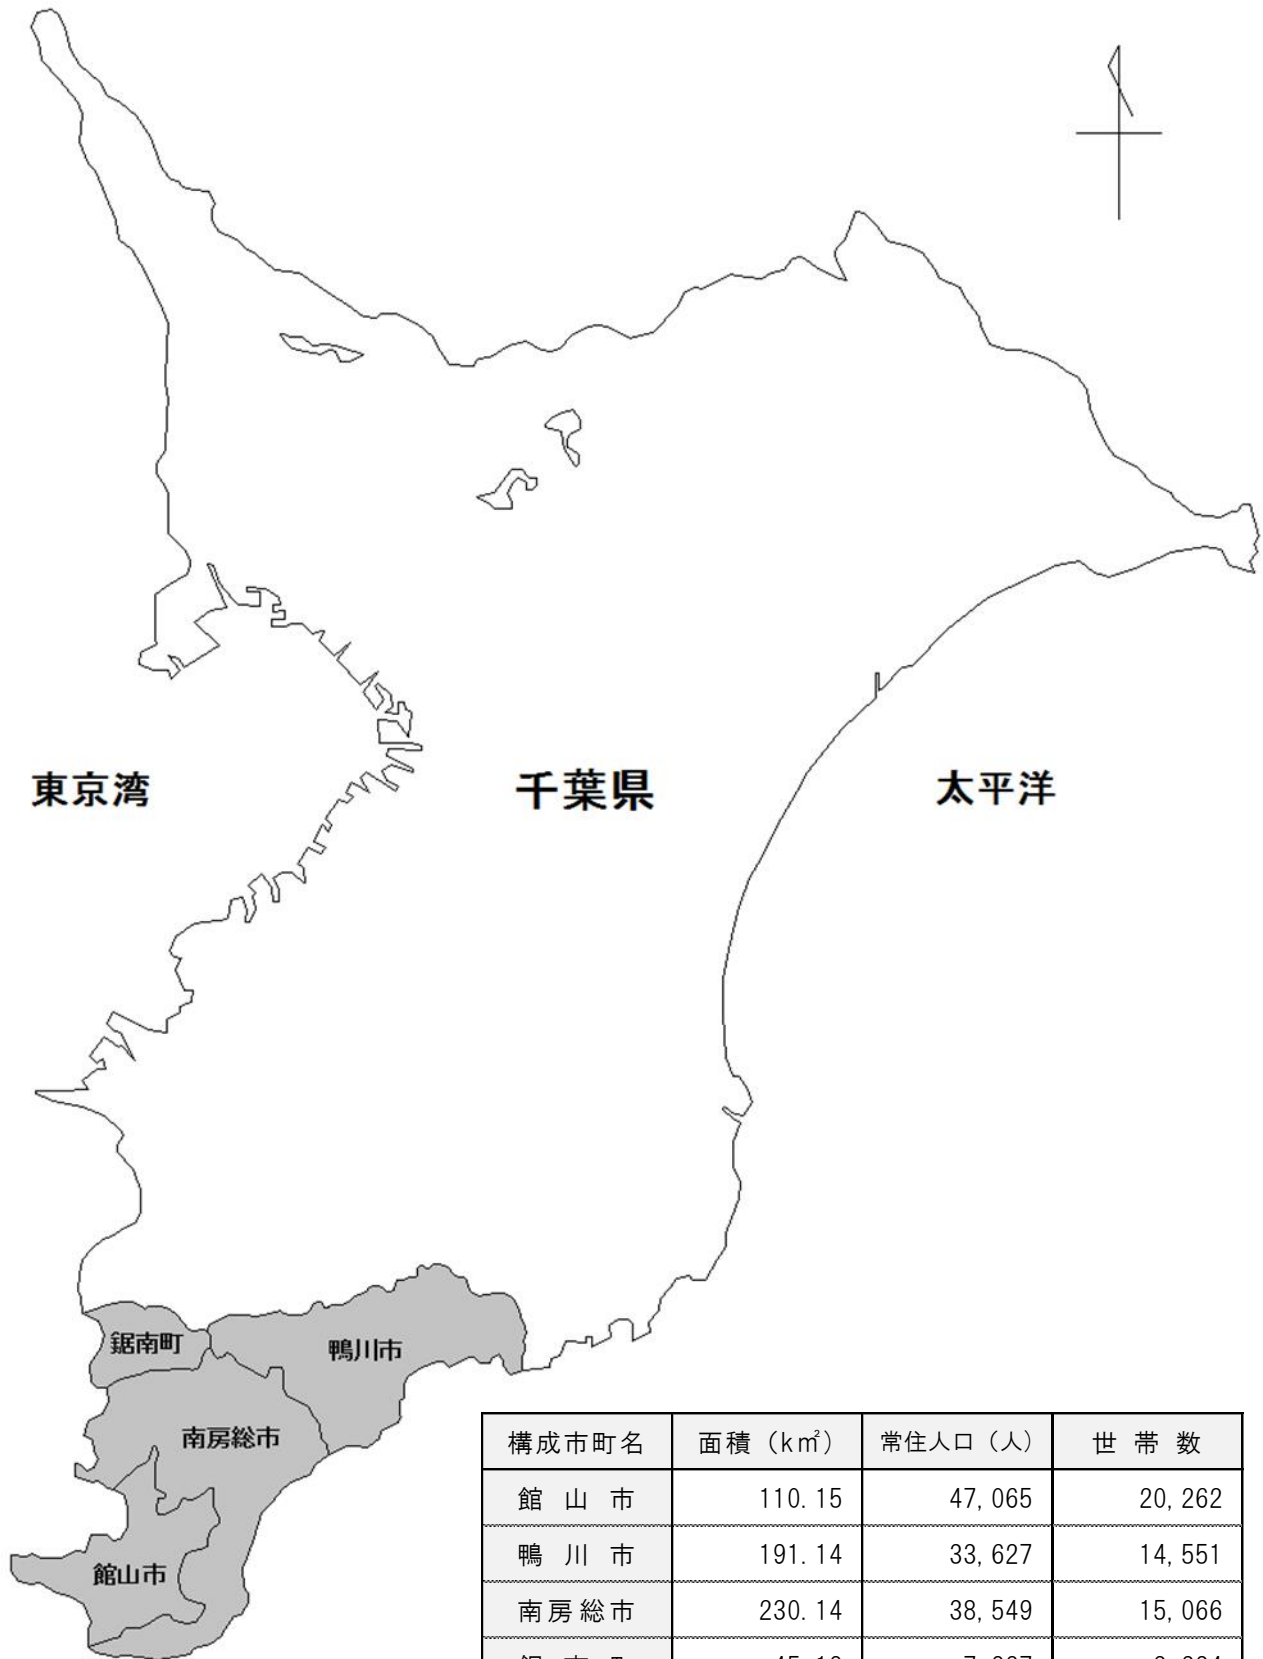 東京湾
千葉県
太平洋
鋸南町
鴨川市
南房総市
館山市
構成市町名 面積（k㎡） 常住人口（人） 世帯数
館山市 110.15 47,065 20,262
鴨川市 191.14 33,627 14,551
南房総市 230.14 38,549 15,066